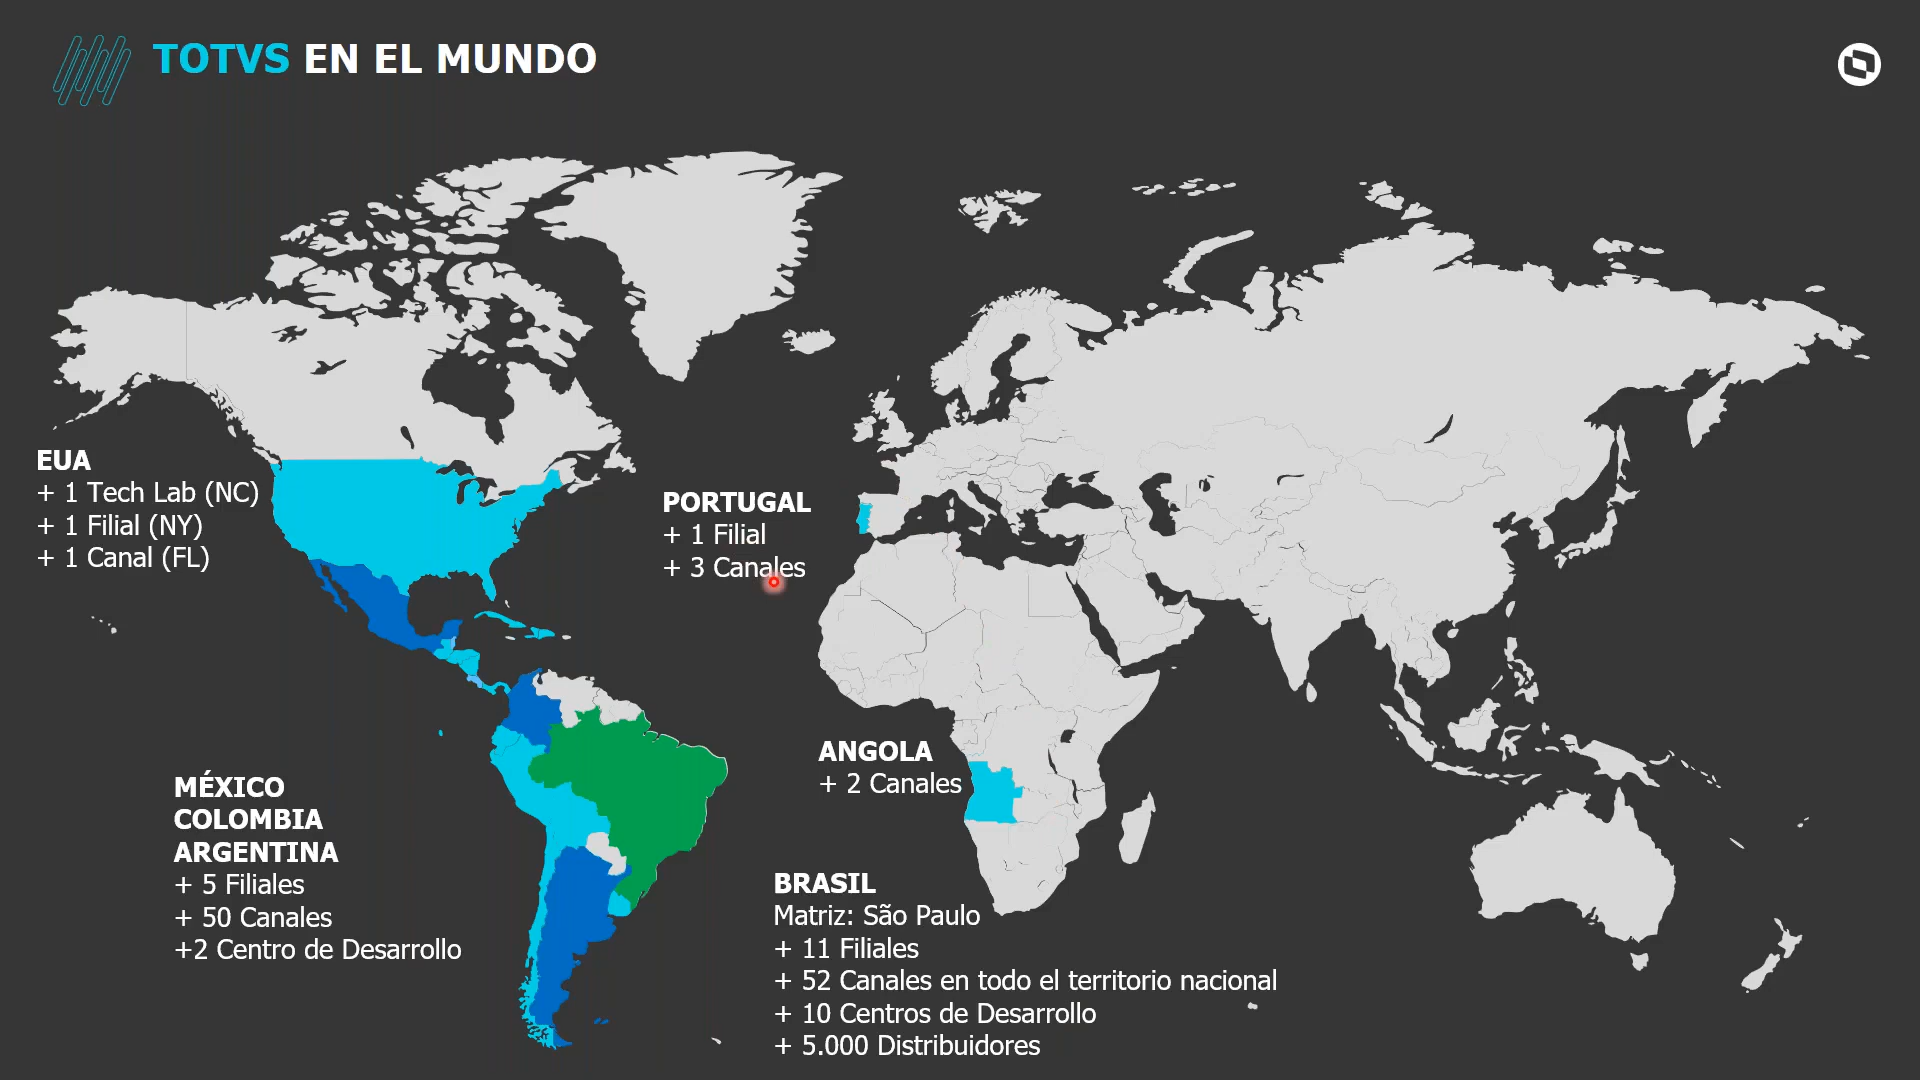 TOTVS EN EL MUNDO
EUA
+ 1 Tech Lab (NC)
+ 1 Filial (NY)
+ 1 Canal (FL)
PORTUGAL
+ 1 Filial
+ 3 Canales
MÉXICO
COLOMBIA
ARGENTINA
+ 5 Filiales
+ 50 Canales
+2 Centro de Desarrollo
ANGOLA
+ 2 Canales
BRASIL
Matriz: São Paulo
+ 11 Filiales
+ 52 Canales en todo el territorio nacional
+ 10 Centros de Desarrollo
+ 5.000 Distribuidores